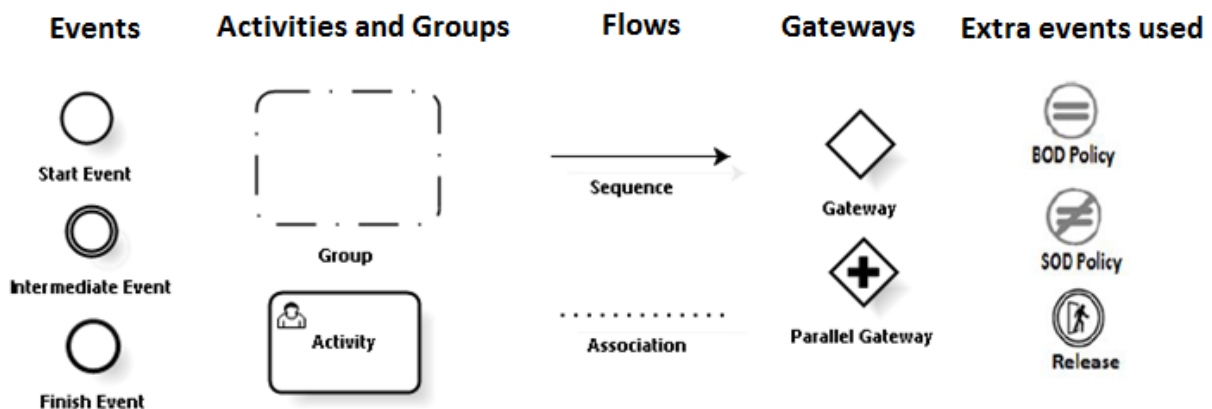 Events
Activities and Groups
Flows
Gateways
Extra events used
Start Event
Intermediate Event
Finish Event
Group
Activity
Sequence
Association
Gateway
Parallel Gateway
BOD Policy
SOD Policy
Release